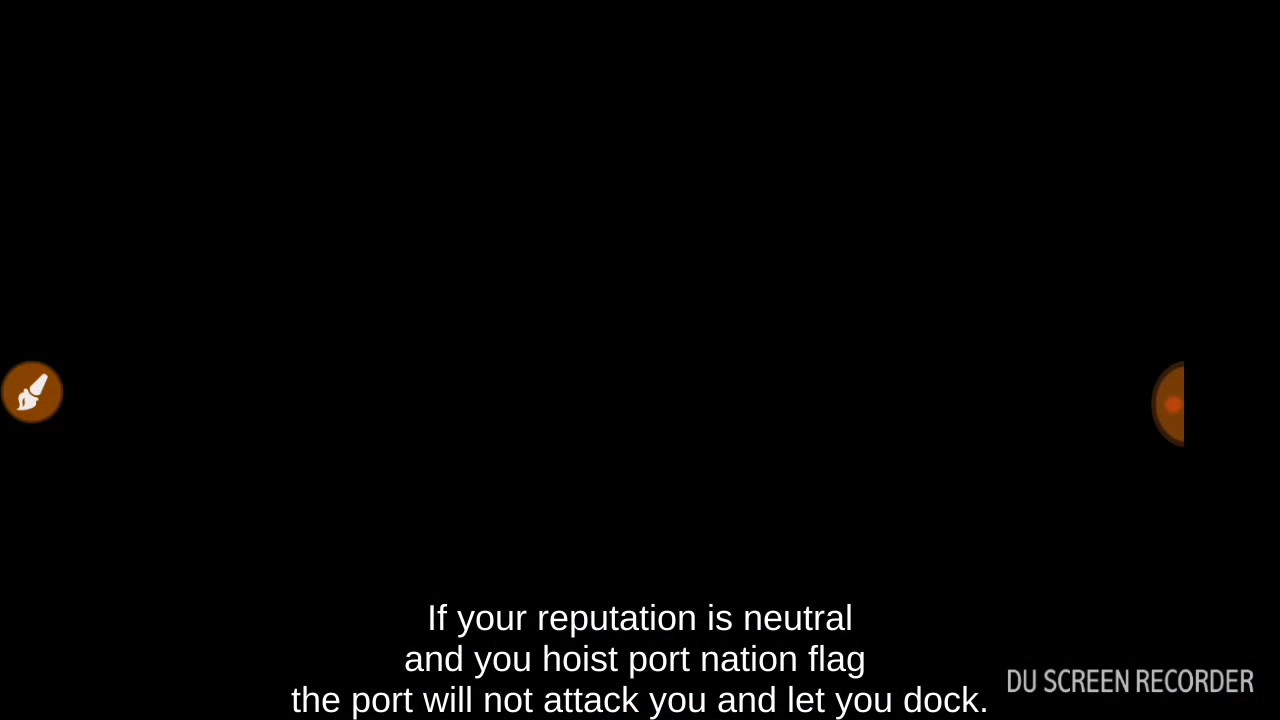 If your reputation is neutral
and you hoist port nation flag
the port will not attack you and let you dock.
DU SCREEN RECORDER